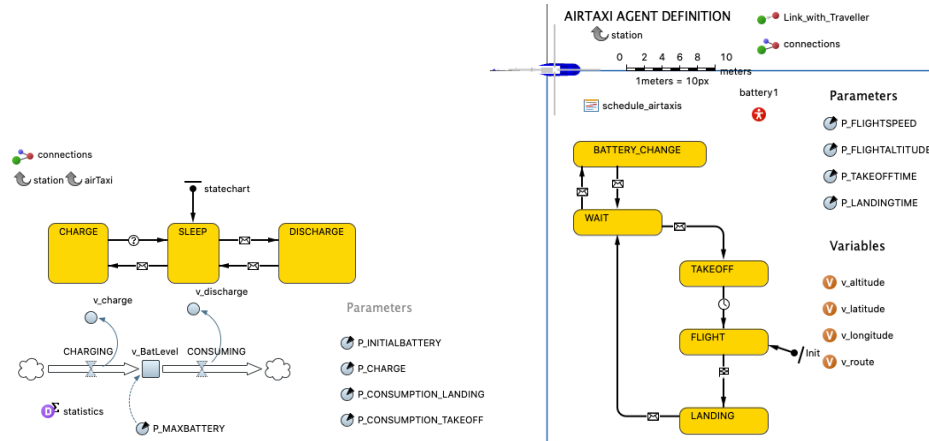 connections
station
airTaxi
statechart
CHARGE
SLEEP
DISCHARGE
?
v_charge
v_discharge
CHARGING
v_BatLevel
CONSUMING
D Σ
statistics
P_MAXBATTERY
Parameters
P_INITIALBATTERY
P_CHARGE
P_CONSUMPTION_LANDING
P_CONSUMPTION_TAKEOFF
AIRTAXI AGENT DEFINITION
station
Link_with_Traveller
connections
0 2 4 6 8 10
meters
1meters = 10px
schedule_airtaxis
battery1
BATTERY_CHANGE
WAIT
TAKEOFF
FLIGHT
Init
LANDING
Parameters
P_FLIGHTSPEED
P_FLIGHTALTITUDE
P_TAKEOFFTIME
P_LANDINGTIME
Variables
V v_altitude
V v_latitude
V v_longitude
V v_route